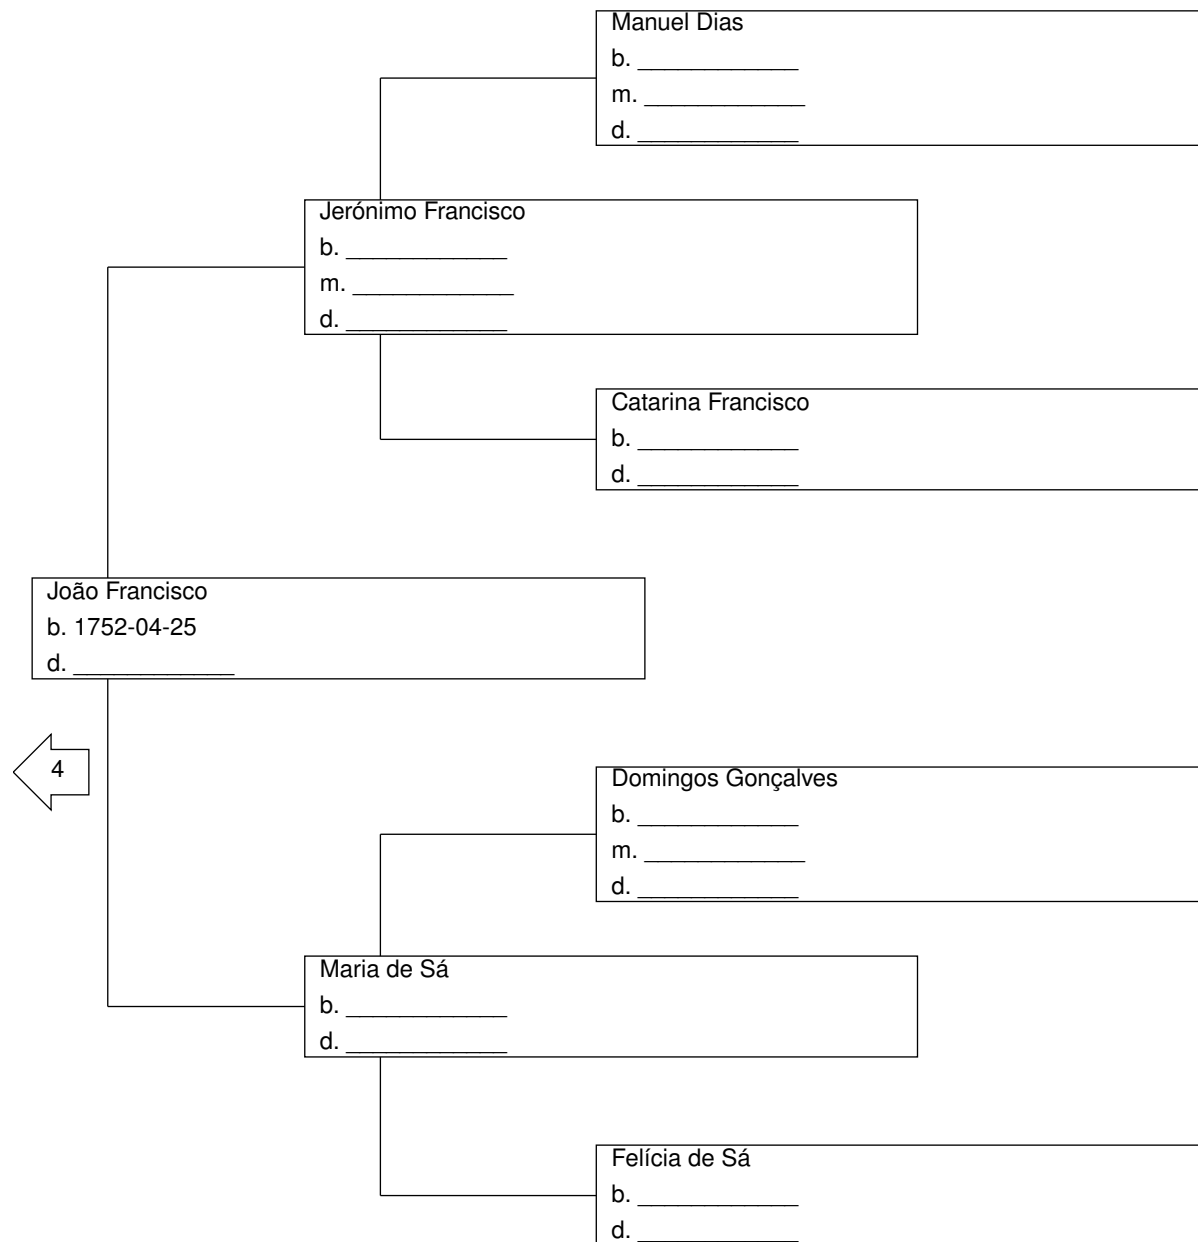 Manuel Dias
b. ____________
m. ____________
d. ____________
Jerónimo Francisco
b. ____________
m. ____________
d. ____________
Catarina Francisco
b. ____________
d. ____________
João Francisco
b. 1752-04-25
d. ____________
4
Domingos Gonçalves
b. ____________
m. ____________
d. ____________
Maria de Sá
b. ____________
d. ____________
Felícia de Sá
b. ____________
d. ____________